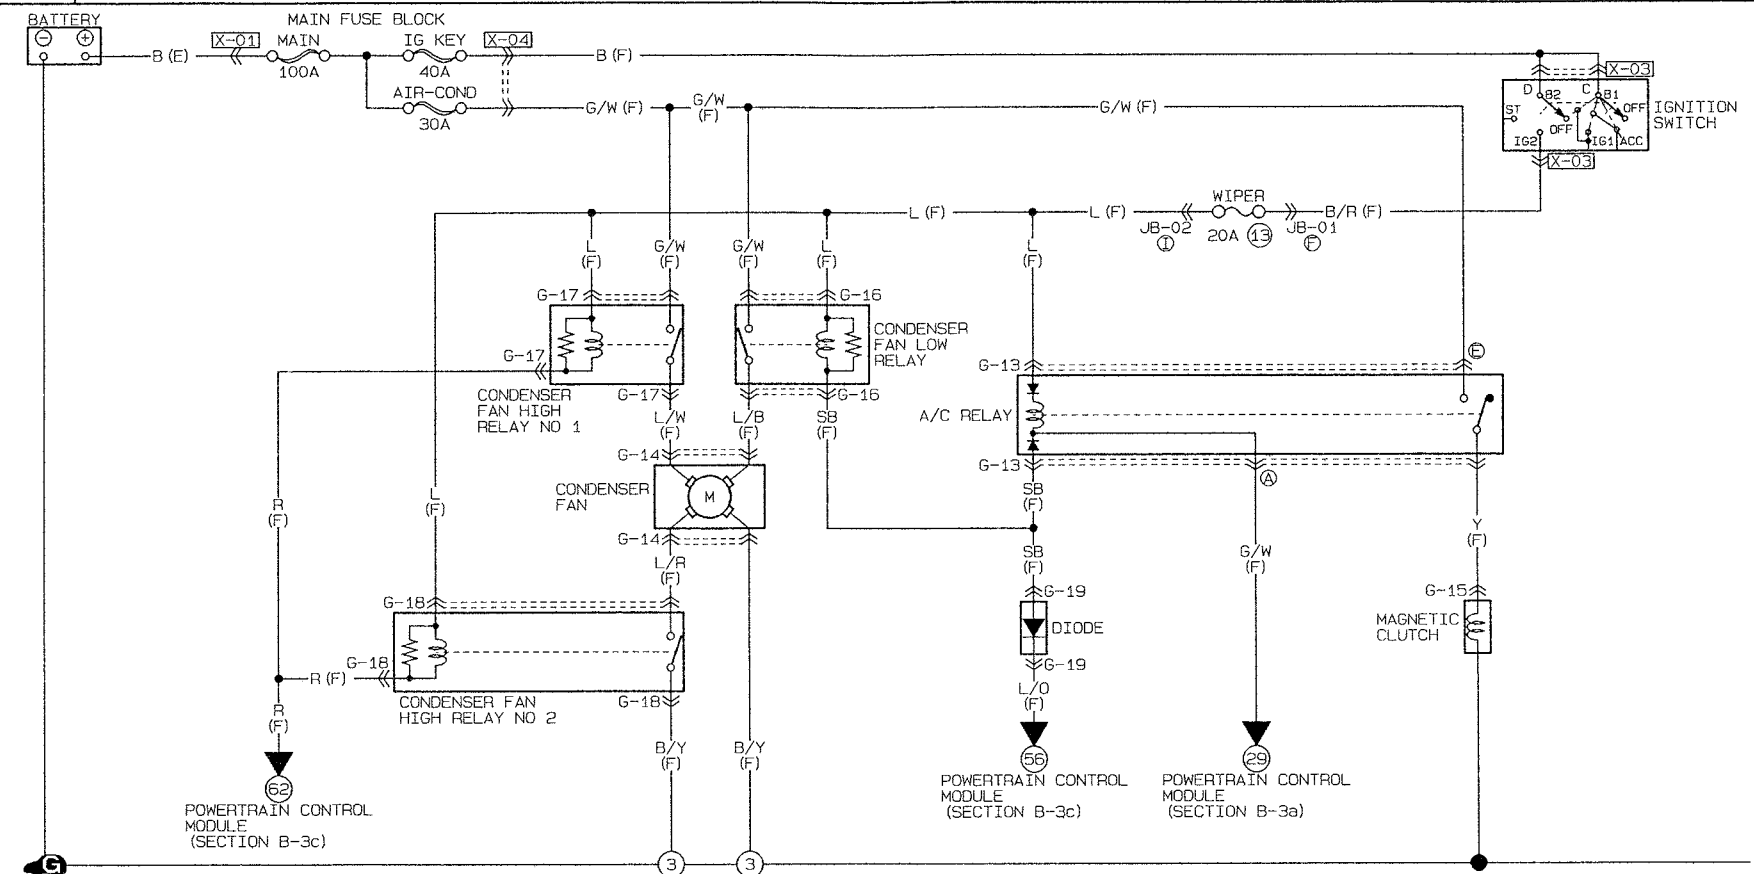 BATTERY
MAIN FUSE BLOCK
− +
B (E)
X-01
MAIN
100A
IG KEY
40A
X-04
B (F)
AIR-COND
30A
G/W (F)
G/W
(F)
G/W (F)
X-03
D
C
B2
B1
ST
OFF
OFF
IG2
IG1
ACC
IGNITION
SWITCH
X-03
L (F)
L (F)
JB-02
I
WIPER
20A 13
JB-01
F
B/R (F)
L
(F)
G/W
(F)
G/W
(F)
L
(F)
L
(F)
G-17
G-16
G-17
CONDENSER
FAN LOW
RELAY
CONDENSER
FAN HIGH
RELAY NO 1
G-17
G-16
L/W
(F)
L/B
(F)
SB
(F)
G-13
E
A/C RELAY
G-13
A
G-14
CONDENSER
FAN
M
G-14
L/R
(F)
R
(F)
L
(F)
SB
(F)
SB
(F)
G/W
(F)
Y
(F)
G-19
DIODE
G-19
L/O
(F)
G-15
MAGNETIC
CLUTCH
G-18
G-18
R (F)
CONDENSER FAN
HIGH RELAY NO 2
G-18
R
(F)
B/Y
(F)
B/Y
(F)
62
POWERTRAIN CONTROL
MODULE
(SECTION B-3c)
56
POWERTRAIN CONTROL
MODULE
(SECTION B-3c)
29
POWERTRAIN CONTROL
MODULE
(SECTION B-3a)
G
3
3